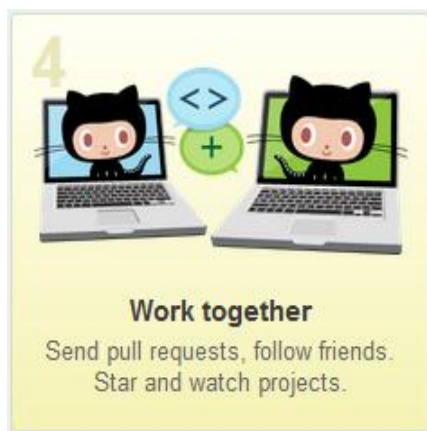 4
<>
+
Work together
Send pull requests, follow friends.
Star and watch projects.